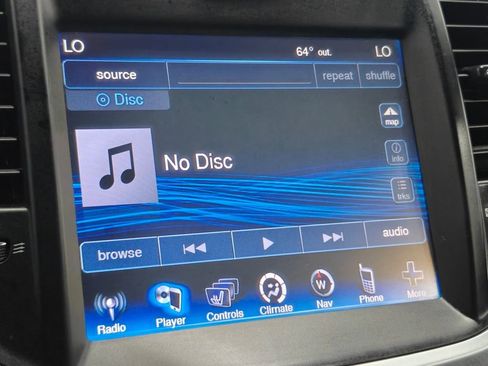 LO 64° out. LO
source repeat shuffle
Disc
map
No Disc
info
trks
browse audio
Radio Player Controls Climate Nav Phone More
W